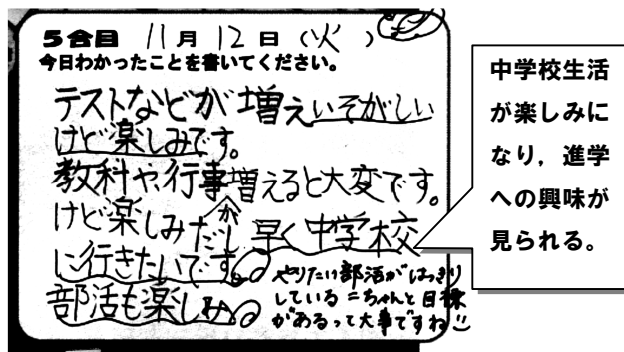 5合目 11月12日(火)
今日わかったことを書いてください。
テストなどが増えいそがしい
けど楽しみです。
教科や行事が増えると大変です。
けど楽しみだし早く中学校
に行きたいです。
部活も楽しみ
やりたい部活がはっきり
している=ちゃんと目標
があるって大事ですね!!
中学校生活
が楽しみに
なり，進学
への興味が
見られる。